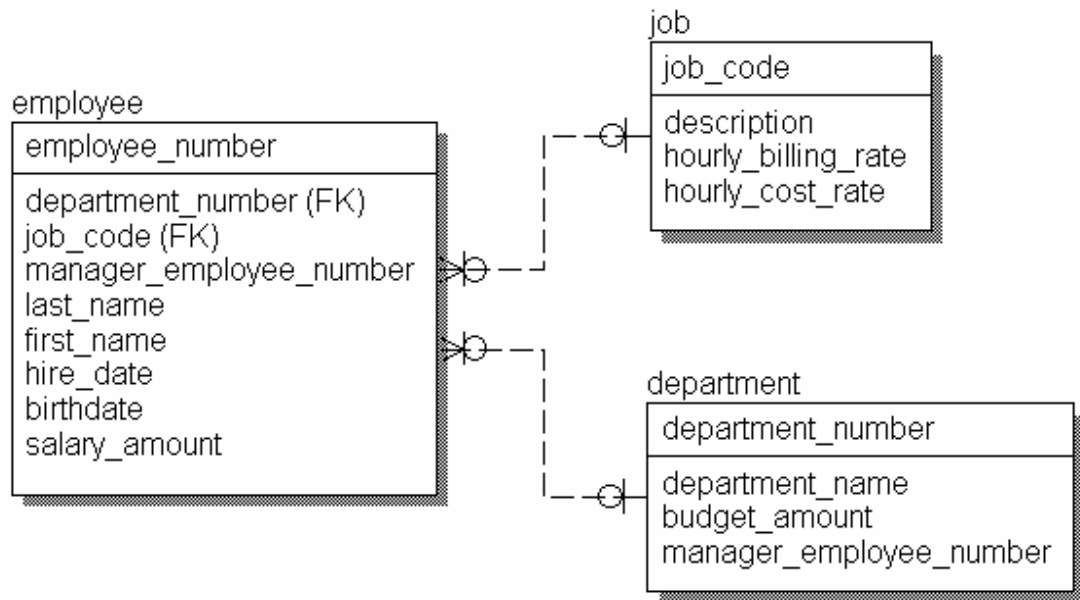 employee
employee_number
department_number (FK)
job_code (FK)
manager_employee_number
last_name
first_name
hire_date
birthdate
salary_amount
job
job_code
description
hourly_billing_rate
hourly_cost_rate
department
department_number
department_name
budget_amount
manager_employee_number